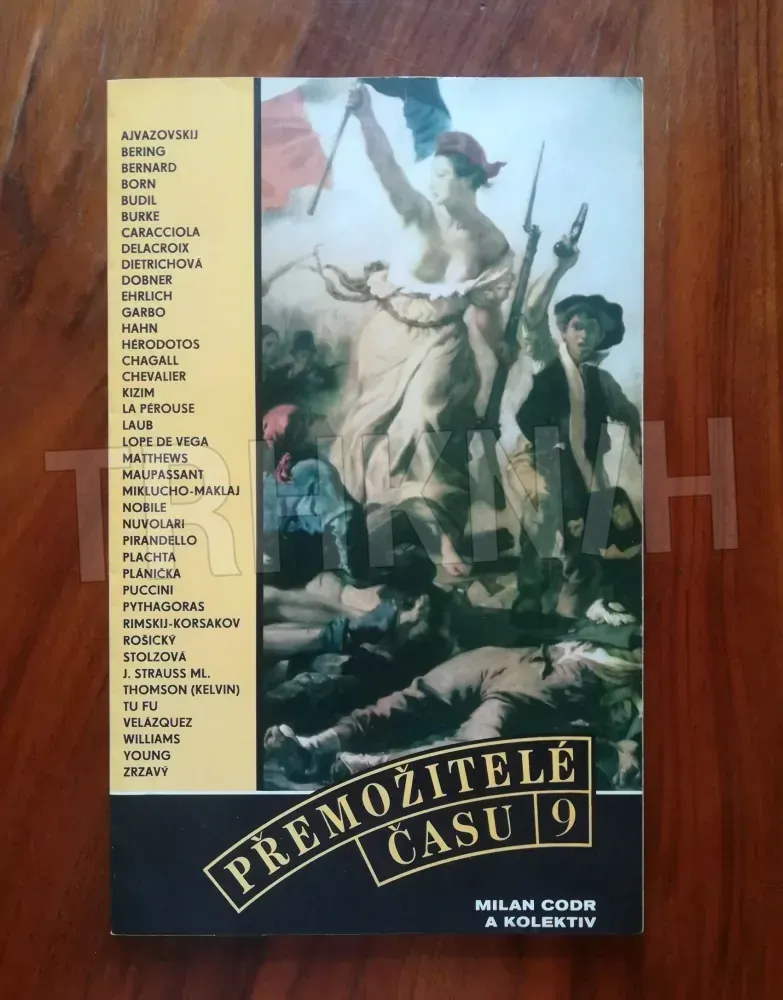 AJVAZOVSKIJ
BERING
BERNARD
BORN
BUDIL
BURKE
CARACCIOLA
DELACROIX
DIETRICHOVÁ
DOBNER
EHRLICH
GARBO
HAHN
HÉRODOTOS
CHAGALL
CHEVALIER
KIZIM
LA PÉROUSE
LAUB
LOPE DE VEGA
MATTHEWS
MAUPASSANT
MIKLUCHO-MAKLAJ
NOBILE
NUVOLARI
PIRANDELLO
PLACHTA
PLÁNIČKA
PUCCINI
PYTHAGORAS
RIMSKIJ-KORSAKOV
ROŠICKÝ
STOLZOVÁ
J. STRAUSS ML.
THOMSON (KELVIN)
TU FU
VELÁZQUEZ
WILLIAMS
YOUNG
ZRZAVÝ
TRHKNIH
PŘEMOŽITELÉ
ČASU 9
MILAN CODR
A KOLEKTIV